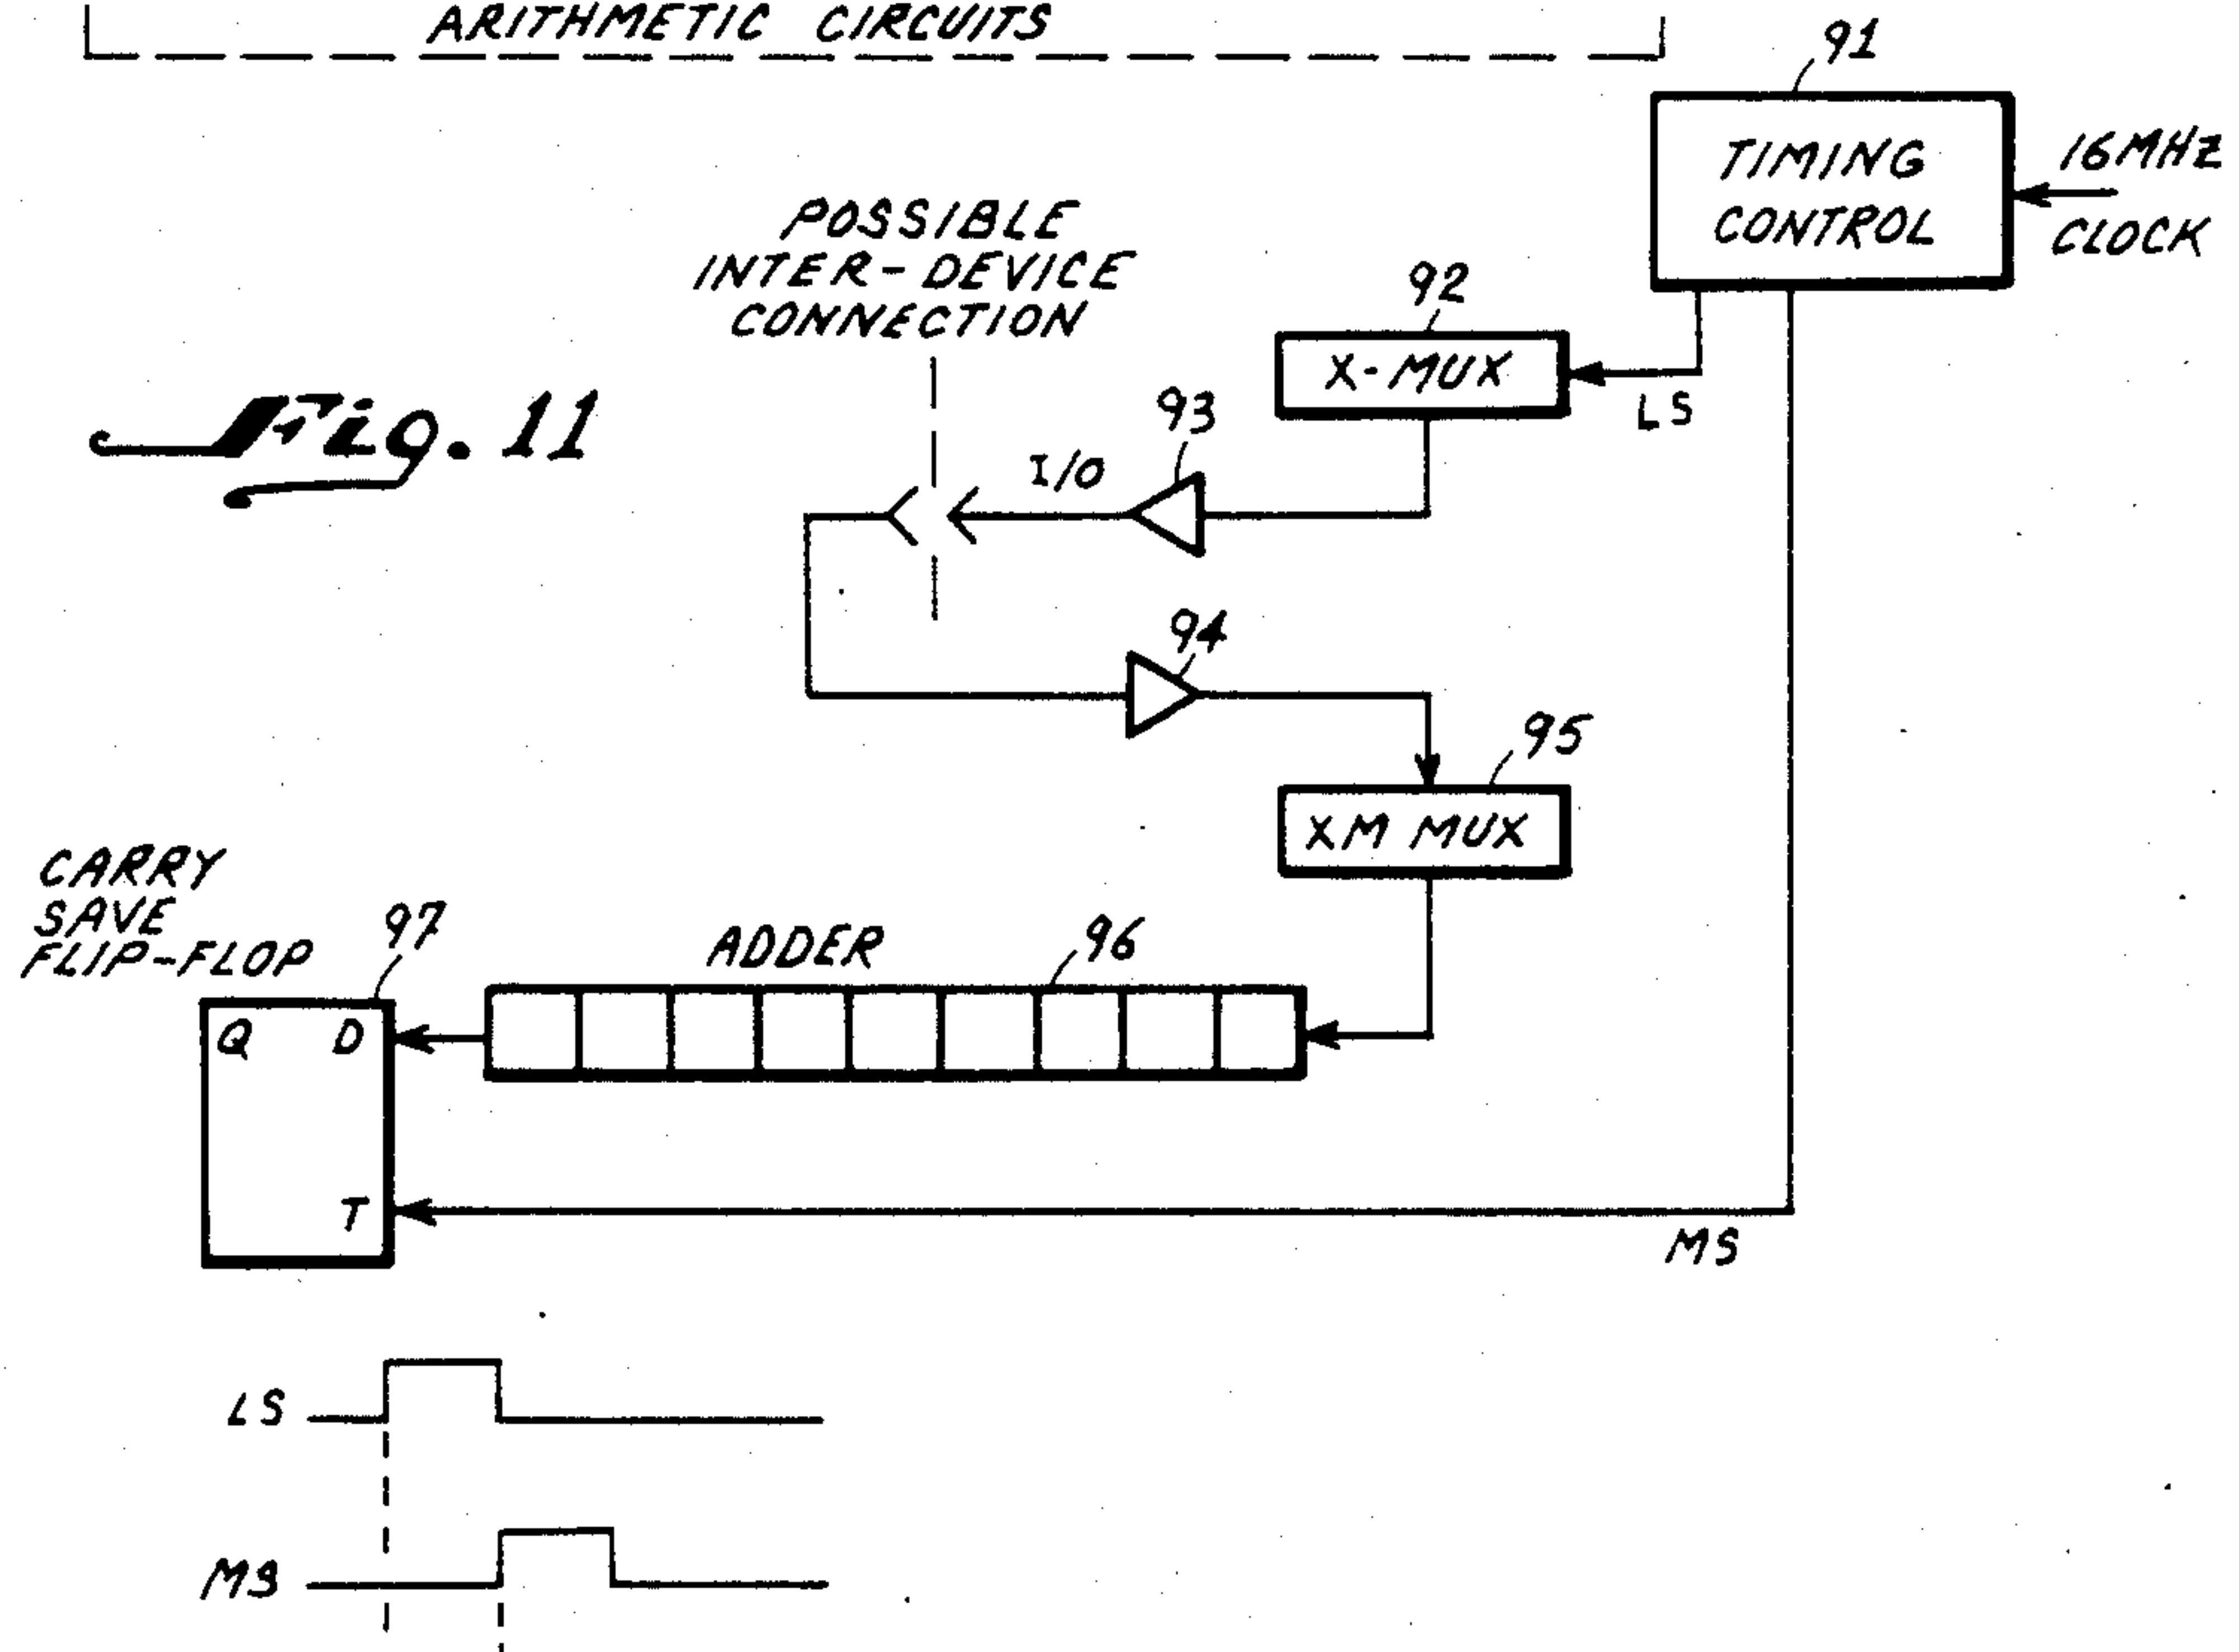 ARITHMETIC CIRCUITS
91
TIMING
CONTROL
16MHZ
CLOCK
POSSIBLE
INTER-DEVICE
CONNECTION
92
X-MUX
LS
Fig. 11
93
I/O
94
95
XM MUX
CARRY
SAVE
FLIP-FLOP
97
ADDER
96
Q D
T
MS
LS
MS